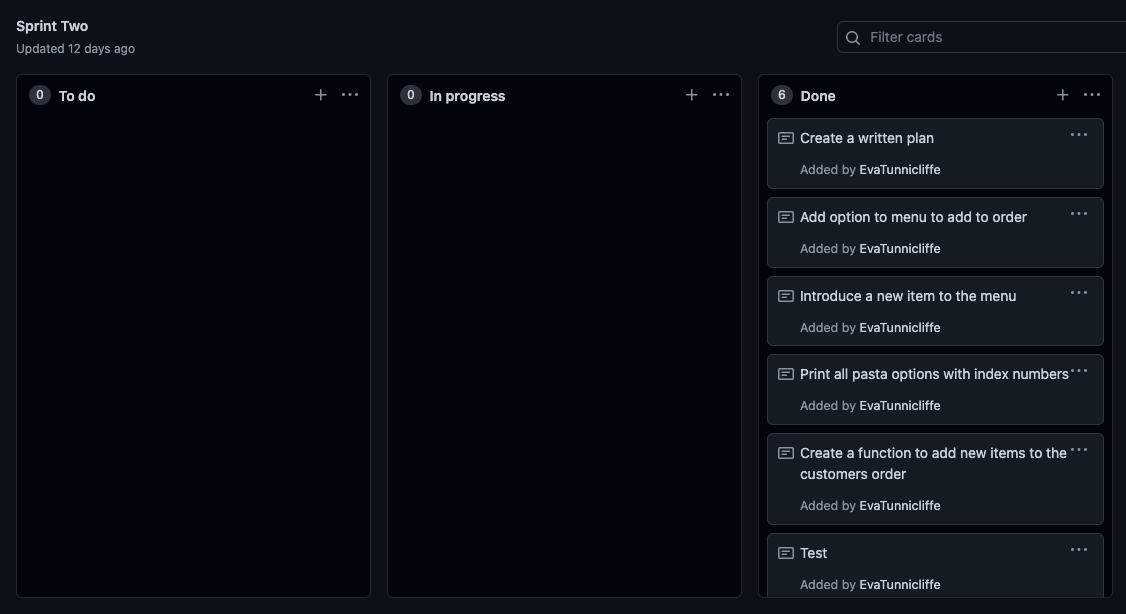 Sprint Two
Updated 12 days ago
Filter cards
0 To do
0 In progress
6 Done
Create a written plan
Added by EvaTunnicliffe
Add option to menu to add to order
Added by EvaTunnicliffe
Introduce a new item to the menu
Added by EvaTunnicliffe
Print all pasta options with index numbers
Added by EvaTunnicliffe
Create a function to add new items to the
customers order
Added by EvaTunnicliffe
Test
Added by EvaTunnicliffe